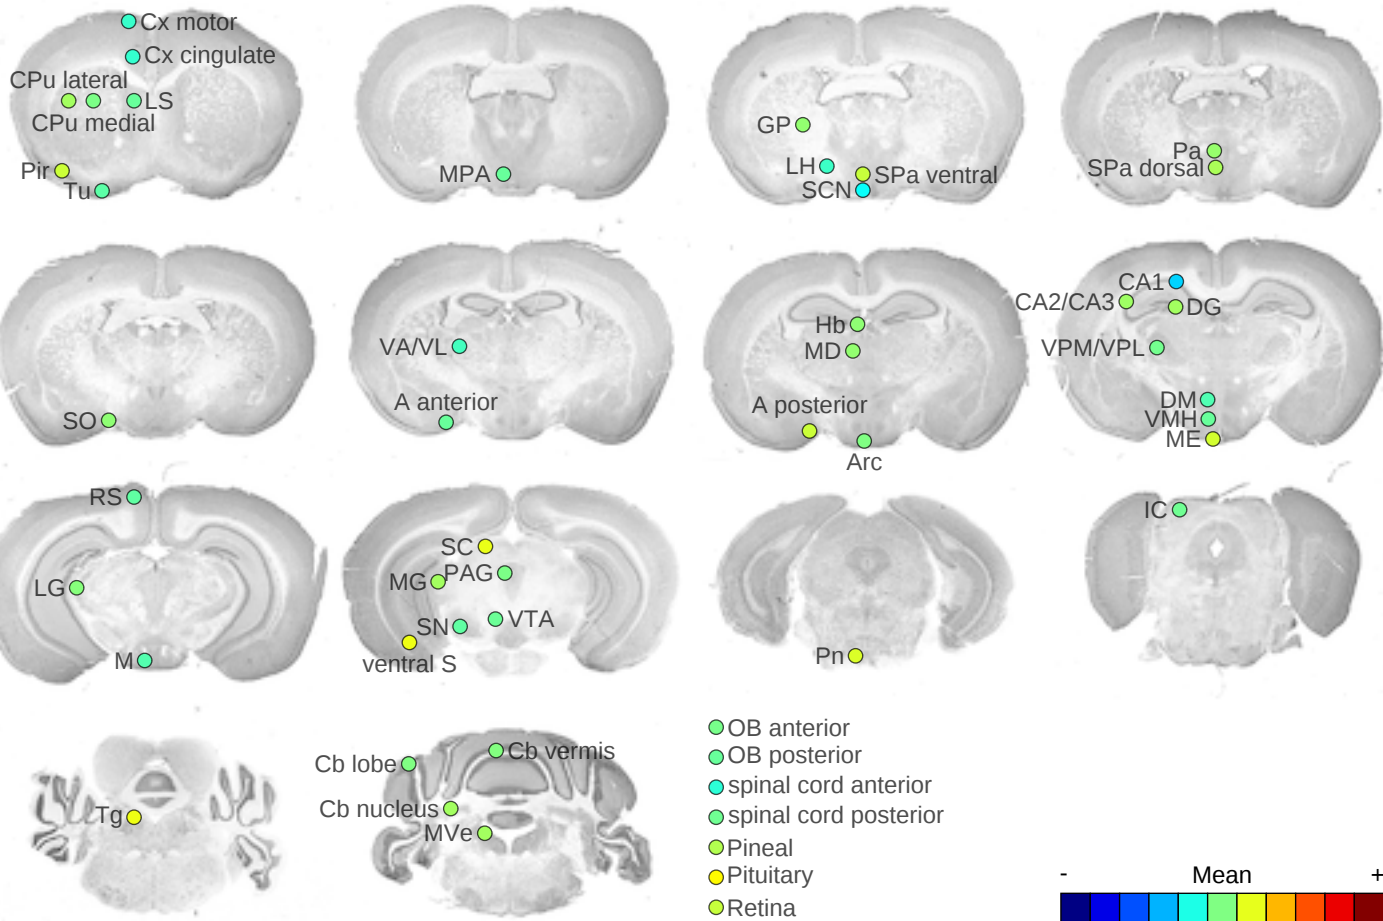 Cx motor
Cx cingulate
CPu lateral
LS
CPu medial
Pir
Tu
MPA
GP
LH
SPa ventral
SCN
Pa
SPa dorsal
SO
VA/VL
A anterior
Hb
MD
A posterior
Arc
CA1
CA2/CA3
DG
VPM/VPL
DM
VMH
ME
RS
LG
M
SC
MG
PAG
SN
VTA
ventral S
Pn
IC
Tg
Cb lobe
Cb vermis
Cb nucleus
MVe
OB anterior
OB posterior
spinal cord anterior
spinal cord posterior
Pineal
Pituitary
Retina
- Mean +